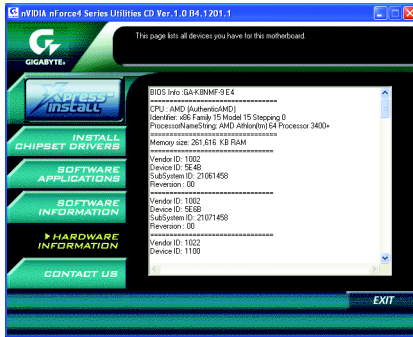 nVIDIA nForce4 Series Utilities CD Ver.1.0 B4.1201.1
GIGABYTE
This page lists all devices you have for this motherboard.
Xpress-
Install
INSTALL
CHIPSET DRIVERS
SOFTWARE
APPLICATIONS
SOFTWARE
INFORMATION
HARDWARE
INFORMATION
CONTACT US
BIOS Info :GA-K8NMF-9 E4
==================================
CPU : AMD [AuthenticAMD]
Identifier: x86 Family 15 Model 15 Stepping 0
ProcessorNameString: AMD Athlon(tm) 64 Processor 3400+
==================================
Memory size: 261,616 KB RAM
==================================
Vendor ID: 1002
Device ID: 5E4B
SubSystem ID: 21061458
Reversion : 00
==================================
Vendor ID: 1002
Device ID: 5E6B
SubSystem ID: 21071458
Reversion : 00
==================================
Vendor ID: 1022
Device ID: 1100
EXIT